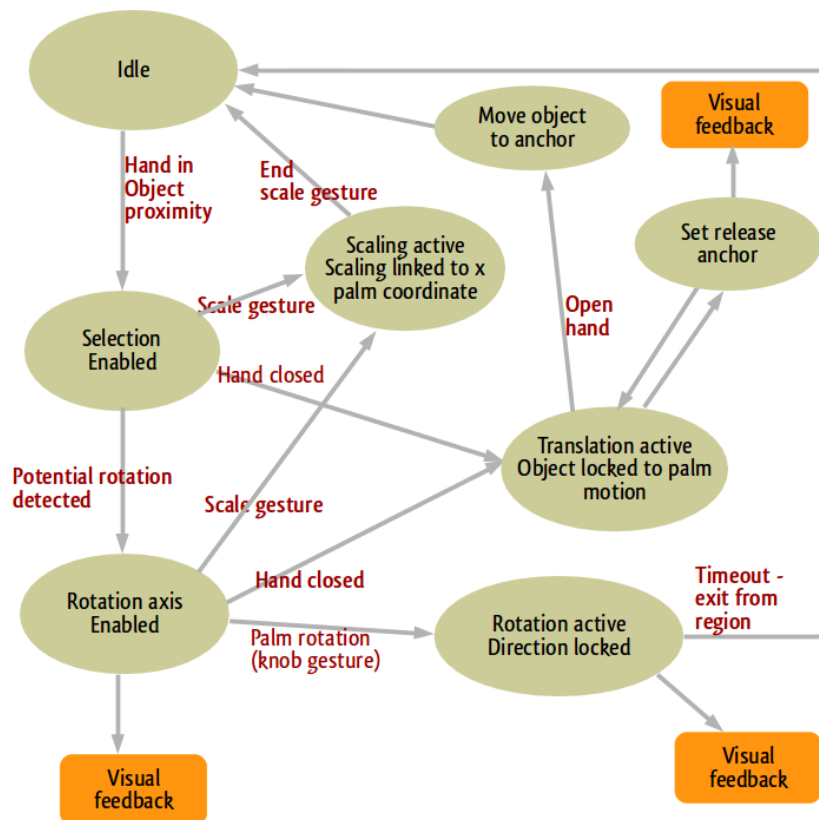 Idle
Move object
to anchor
Visual
feedback
Hand in
Object
proximity
End
scale gesture
Set release
anchor
Scaling active
Scaling linked to x
palm coordinate
Scale gesture
Open
hand
Selection
Enabled
Hand closed
Translation active
Object locked to palm
motion
Potential rotation
detected
Scale gesture
Hand closed
Timeout -
exit from
region
Rotation axis
Enabled
Rotation active
Direction locked
Palm rotation
(knob gesture)
Visual
feedback
Visual
feedback